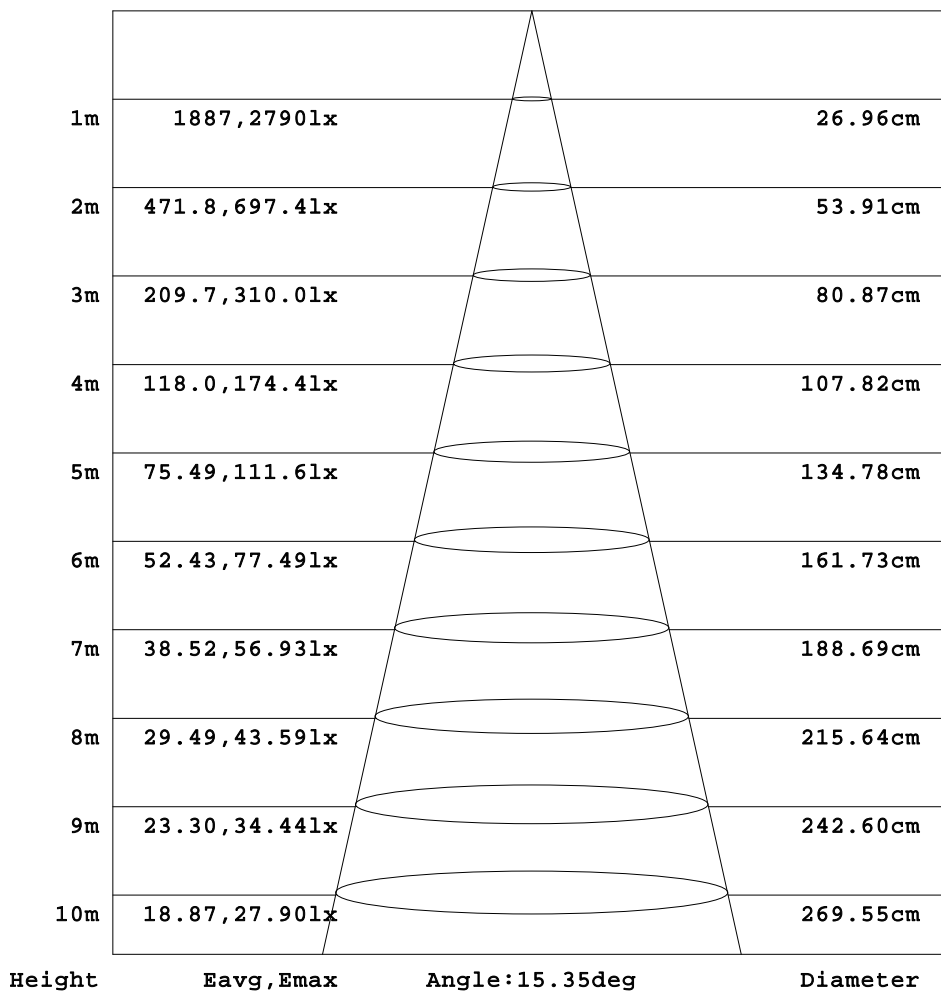 1m 1887,2790lx 26.96cm
2m 471.8,697.4lx 53.91cm
3m 209.7,310.0lx 80.87cm
4m 118.0,174.4lx 107.82cm
5m 75.49,111.6lx 134.78cm
6m 52.43,77.49lx 161.73cm
7m 38.52,56.93lx 188.69cm
8m 29.49,43.59lx 215.64cm
9m 23.30,34.44lx 242.60cm
10m 18.87,27.90lx 269.55cm
Height Eavg,Emax Angle:15.35deg Diameter